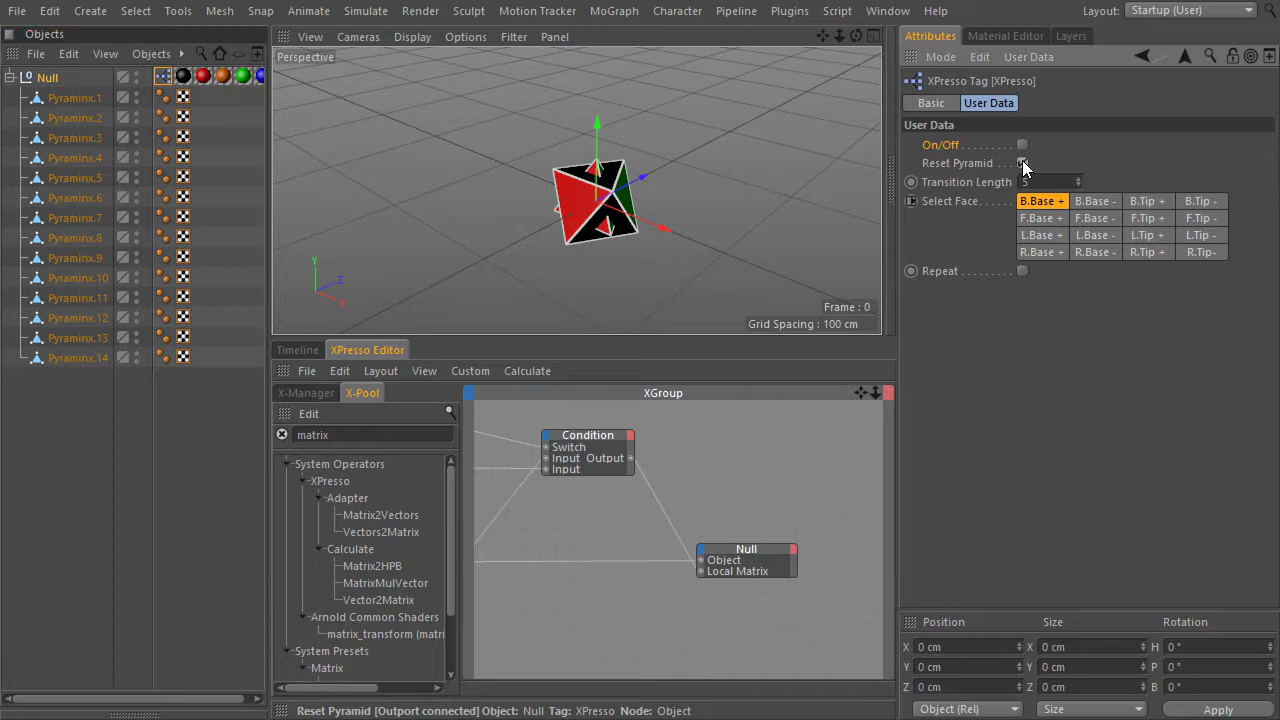 File Edit Create Select Tools Mesh Snap Animate Simulate Render Sculpt Motion Tracker MoGraph Character Pipeline Plugins Script Window Help Layout: Startup (User)
Objects
File Edit View Objects
Null
Pyraminx.1
Pyraminx.2
Pyraminx.3
Pyraminx.4
Pyraminx.5
Pyraminx.6
Pyraminx.7
Pyraminx.8
Pyraminx.9
Pyraminx.10
Pyraminx.11
Pyraminx.12
Pyraminx.13
Pyraminx.14
View Cameras Display Options Filter Panel
Perspective
Y
Z
X
Frame : 0
Grid Spacing : 100 cm
Timeline XPresso Editor
File Edit Layout View Custom Calculate
X-Manager X-Pool
Edit
matrix
System Operators
XPresso
Adapter
Matrix2Vectors
Vectors2Matrix
Calculate
Matrix2HPB
MatrixMulVector
Vector2Matrix
Arnold Common Shaders
matrix_transform (matri
System Presets
Matrix
XGroup
Condition
Switch
Input Output
Input
Null
Object
Local Matrix
Attributes Material Editor Layers
Mode Edit User Data
XPresso Tag [XPresso]
Basic User Data
User Data
On/Off . . . . . . . . .
Reset Pyramid . . .
Transition Length 5
Select Face . . . . . B.Base + B.Base - B.Tip + B.Tip -
F.Base + F.Base - F.Tip + F.Tip -
L.Base + L.Base - L.Tip + L.Tip -
R.Base + R.Base - R.Tip + R.Tip-
Repeat . . . . . . . . .
Position Size Rotation
X 0 cm X 0 cm H 0 °
Y 0 cm Y 0 cm P 0 °
Z 0 cm Z 0 cm B 0 °
Object (Rel) Size Apply
Reset Pyramid [Outport connected] Object: Null Tag: XPresso Node: Object